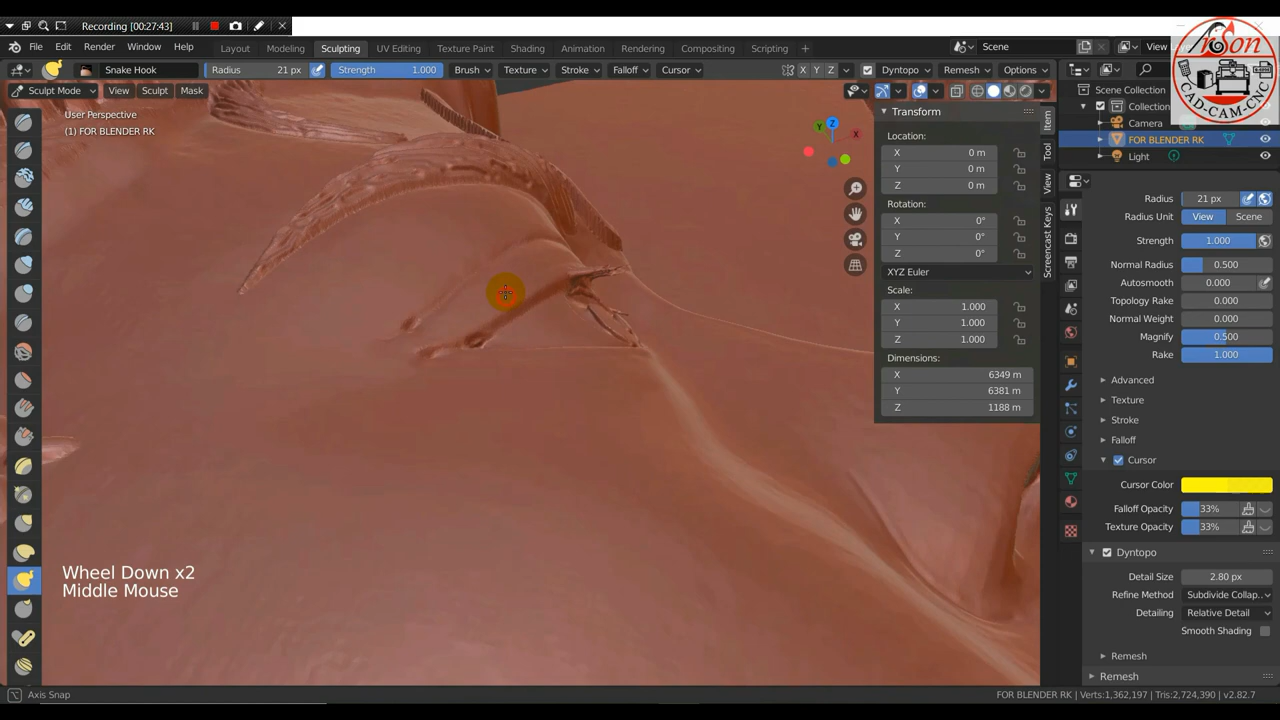 Recording [00:27:43]
File Edit Render Window Help
Layout Modeling Sculpting UV Editing Texture Paint Shading Animation Rendering Compositing Scripting +
Scene
View
Snake Hook
Radius 21 px
Strength 1.000
Brush Texture Stroke Falloff Cursor
X Y Z
Dyntopo Remesh Options
Sculpt Mode View Sculpt Mask
User Perspective
(1) FOR BLENDER RK
Z
Y
X
Transform
Location:
X 0 m
Y 0 m
Z 0 m
Rotation:
X 0°
Y 0°
Z 0°
XYZ Euler
Scale:
X 1.000
Y 1.000
Z 1.000
Dimensions:
X 6349 m
Y 6381 m
Z 1188 m
Item
Tool
View
Screencast Keys
CAD-CAM-CNC
Scene Collection
Collection
Camera
FOR BLENDER RK
Light
Radius 21 px
Radius Unit View Scene
Strength 1.000
Normal Radius 0.500
Autosmooth 0.000
Topology Rake 0.000
Normal Weight 0.000
Magnify 0.500
Rake 1.000
Advanced
Texture
Stroke
Falloff
Cursor
Cursor Color
Falloff Opacity 33%
Texture Opacity 33%
Dyntopo
Detail Size 2.80 px
Refine Method Subdivide Collap..
Detailing Relative Detail
Smooth Shading
Remesh
Remesh
Wheel Down x2
Middle Mouse
Axis Snap
FOR BLENDER RK | Verts:1,362,197 | Tris:2,724,390 | v2.82.7